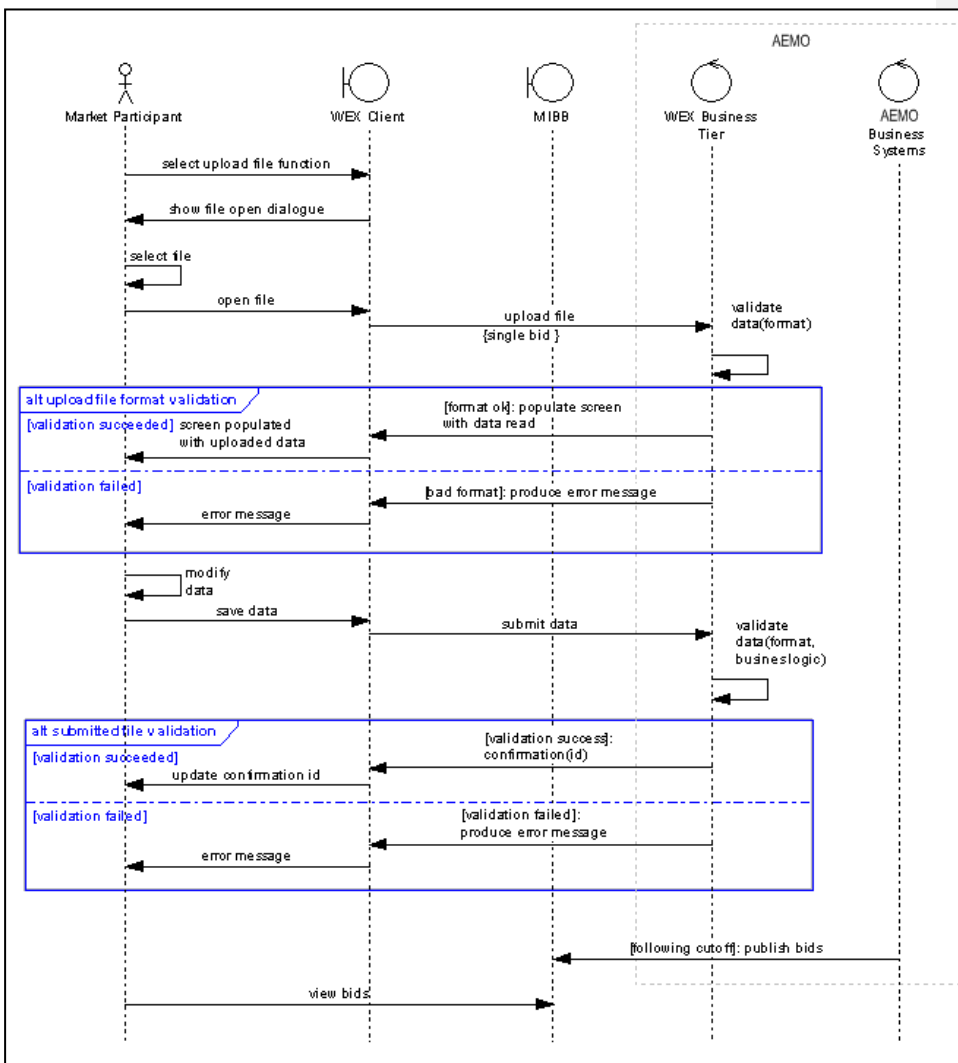 AEMO
Market Participant
WEX Client
MIBB
WEX Business
Tier
AEMO
Business
Systems
select upload file function
show file open dialogue
select file
open file
upload file
{single bid }
validate
data(format)
alt upload file format validation
[validation succeeded] screen populated
with uploaded data
[format ok]: populate screen
with data read
[validation failed]
[bad format]: produce error message
error message
modify
data
save data
submit data
validate
data(format,
busineslogic)
alt submitted file validation
[validation succeeded]
[validation success]:
confirmation(id)
update confirmation id
[validation failed]
[validation failed]:
produce error message
error message
[following cutoff]: publish bids
view bids